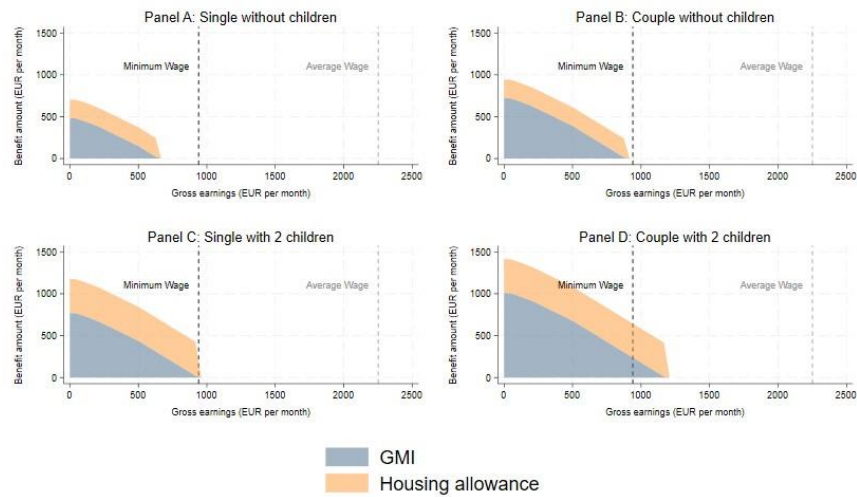 Panel A: Single without children
Benefit amount (EUR per month)
1500
1000
500
0
Minimum Wage
Average Wage
0 500 1000 1500 2000 2500
Gross earnings (EUR per month)
Panel B: Couple without children
Benefit amount (EUR per month)
1500
1000
500
0
Minimum Wage
Average Wage
0 500 1000 1500 2000 2500
Gross earnings (EUR per month)
Panel C: Single with 2 children
Benefit amount (EUR per month)
1500
1000
500
0
Minimum Wage
Average Wage
0 500 1000 1500 2000 2500
Gross earnings (EUR per month)
Panel D: Couple with 2 children
Benefit amount (EUR per month)
1500
1000
500
0
Minimum Wage
Average Wage
0 500 1000 1500 2000 2500
Gross earnings (EUR per month)
GMI
Housing allowance